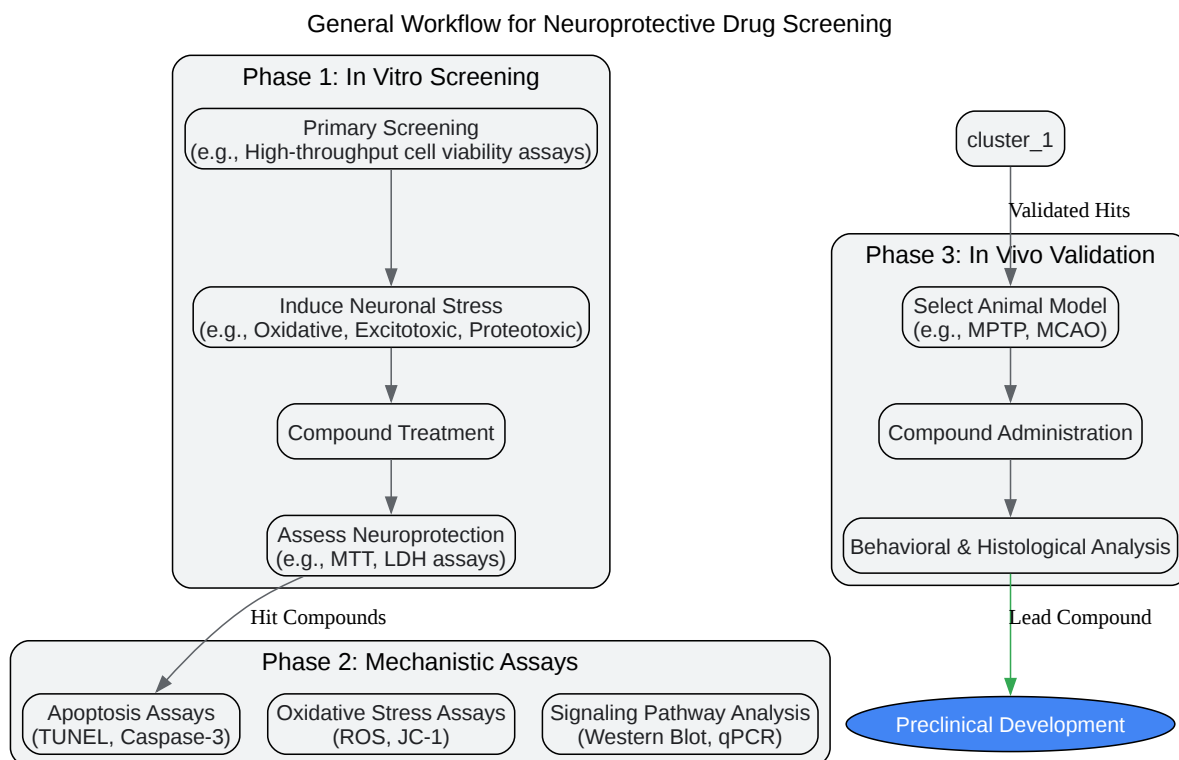 General Workflow for Neuroprotective Drug Screening
Phase 1: In Vitro Screening
Primary Screening
(e.g., High-throughput cell viability assays)
Induce Neuronal Stress
(e.g., Oxidative, Excitotoxic, Proteotoxic)
Compound Treatment
Assess Neuroprotection
(e.g., MTT, LDH assays)
Hit Compounds
Phase 2: Mechanistic Assays
Apoptosis Assays
(TUNEL, Caspase-3)
Oxidative Stress Assays
(ROS, JC-1)
Signaling Pathway Analysis
(Western Blot, qPCR)
cluster_1
Validated Hits
Phase 3: In Vivo Validation
Select Animal Model
(e.g., MPTP, MCAO)
Compound Administration
Behavioral & Histological Analysis
Lead Compound
Preclinical Development